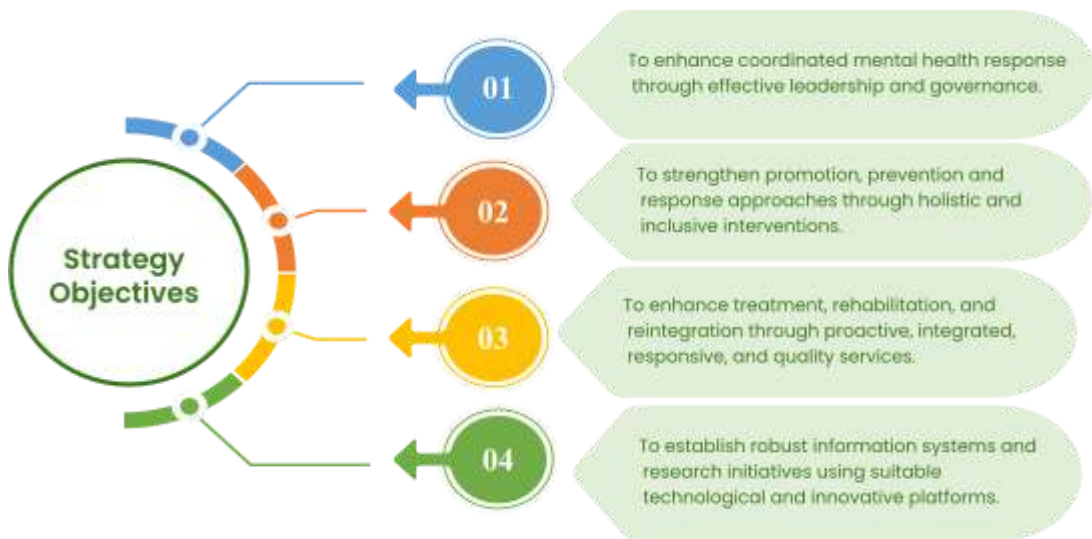 Strategy
Objectives
01
To enhance coordinated mental health response
through effective leadership and governance.
02
To strengthen promotion, prevention and
response approaches through holistic and
inclusive interventions.
03
To enhance treatment, rehabilitation, and
reintegration through proactive, integrated,
responsive, and quality services.
04
To establish robust information systems and
research initiatives using suitable
technological and innovative platforms.